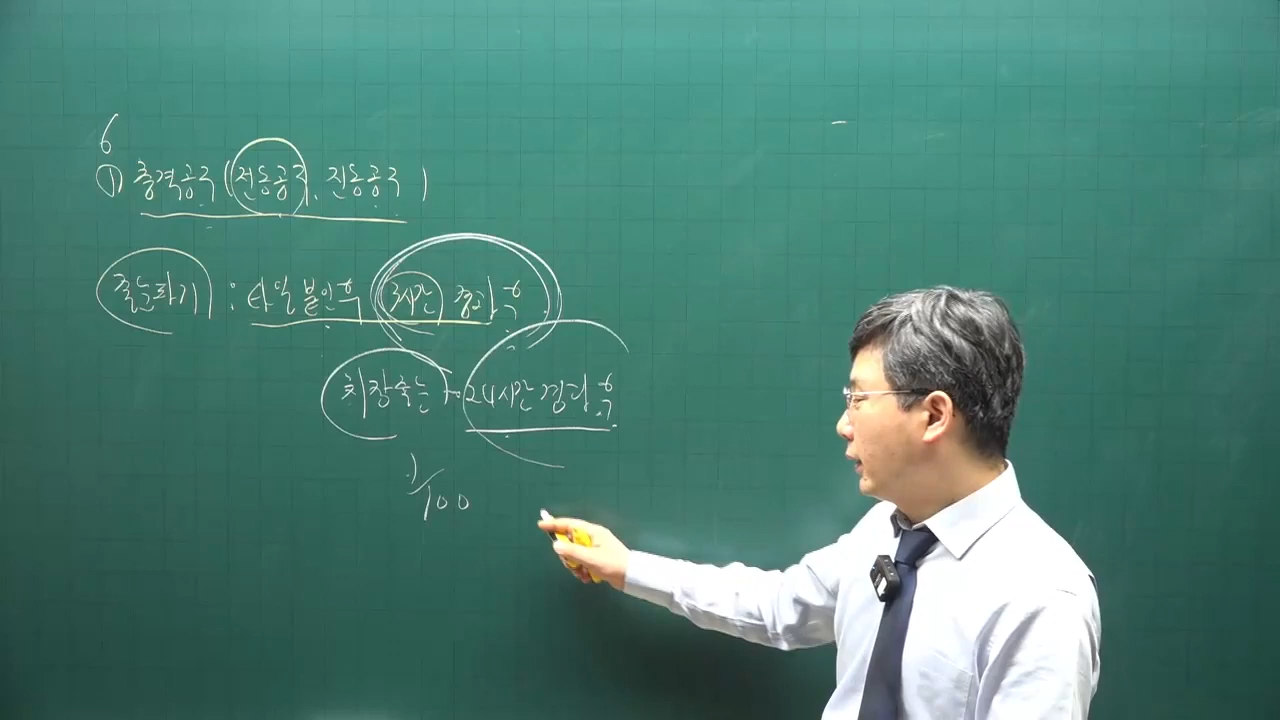 6
①충격공구(전동공구, 진동공구)
줄눈파기 : 타일 붙인 후 3시간 경과 후
치장줄눈 → 24시간 경과 후
1/100